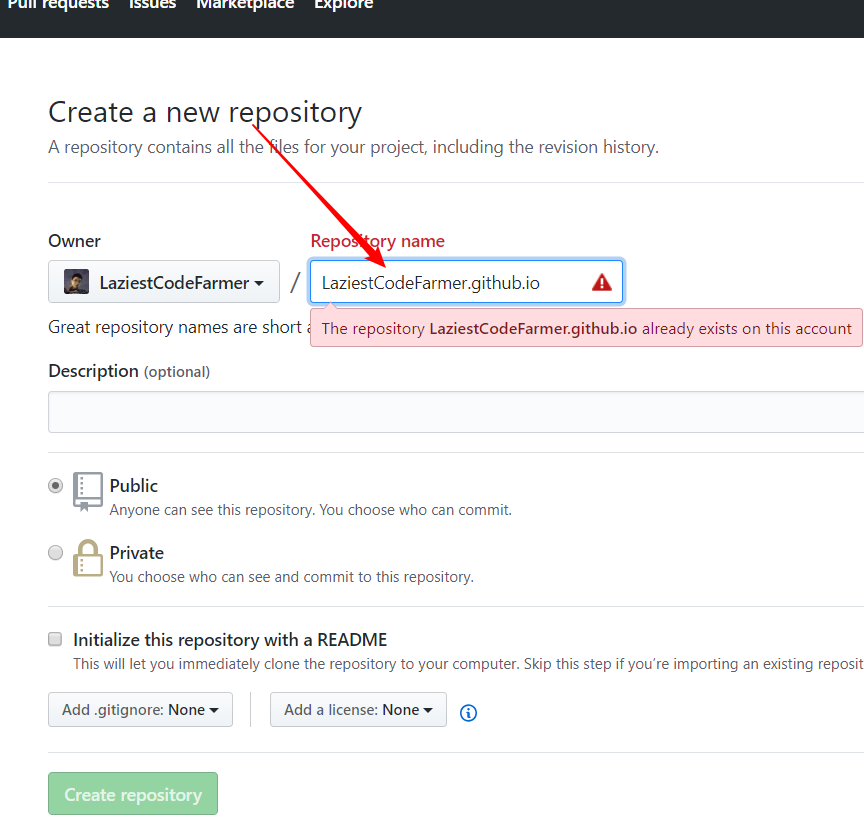 Pull requests Issues Marketplace Explore
Create a new repository
A repository contains all the files for your project, including the revision history.
Owner Repository name
LaziestCodeFarmer / LaziestCodeFarmer.github.io
Great repository names are short
The repository LaziestCodeFarmer.github.io already exists on this account
Description (optional)
Public
Anyone can see this repository. You choose who can commit.
Private
You choose who can see and commit to this repository.
Initialize this repository with a README
This will let you immediately clone the repository to your computer. Skip this step if you’re importing an existing reposit
Add .gitignore: None Add a license: None
Create repository